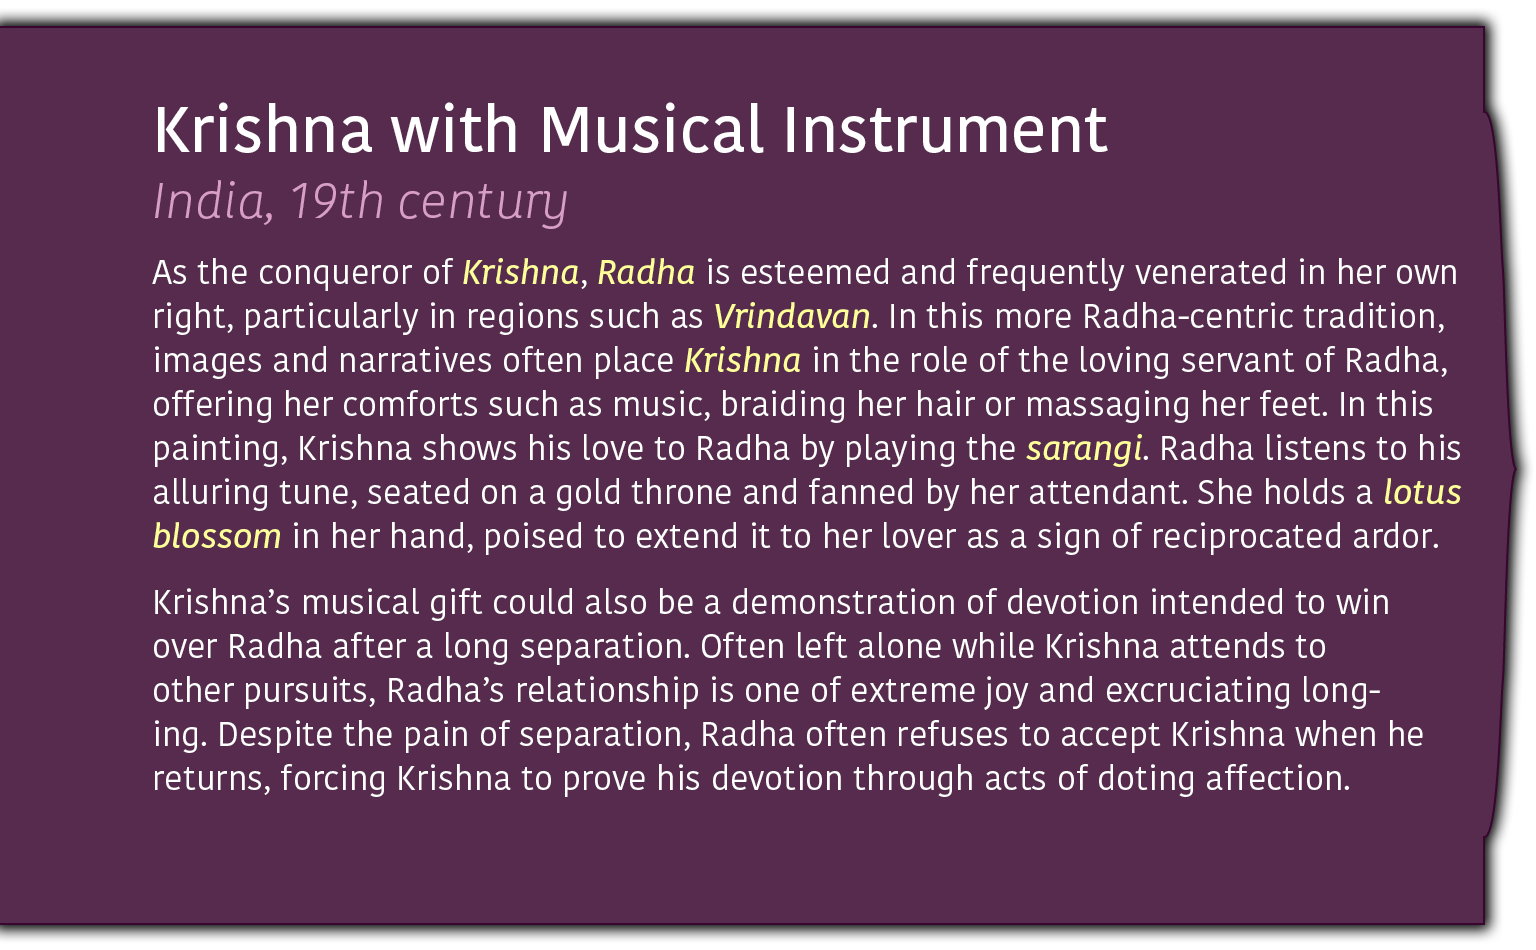 Krishna with Musical Instrument
India, 19th century
As the conqueror of Krishna, Radha is esteemed and frequently venerated in her own
right, particularly in regions such as Vrindavan. In this more Radha-centric tradition,
images and narratives often place Krishna in the role of the loving servant of Radha,
offering her comforts such as music, braiding her hair or massaging her feet. In this
painting, Krishna shows his love to Radha by playing the sarangi. Radha listens to his
alluring tune, seated on a gold throne and fanned by her attendant. She holds a lotus
blossom in her hand, poised to extend it to her lover as a sign of reciprocated ardor.
Krishna’s musical gift could also be a demonstration of devotion intended to win
over Radha after a long separation. Often left alone while Krishna attends to
other pursuits, Radha’s relationship is one of extreme joy and excruciating long-
ing. Despite the pain of separation, Radha often refuses to accept Krishna when he
returns, forcing Krishna to prove his devotion through acts of doting affection.